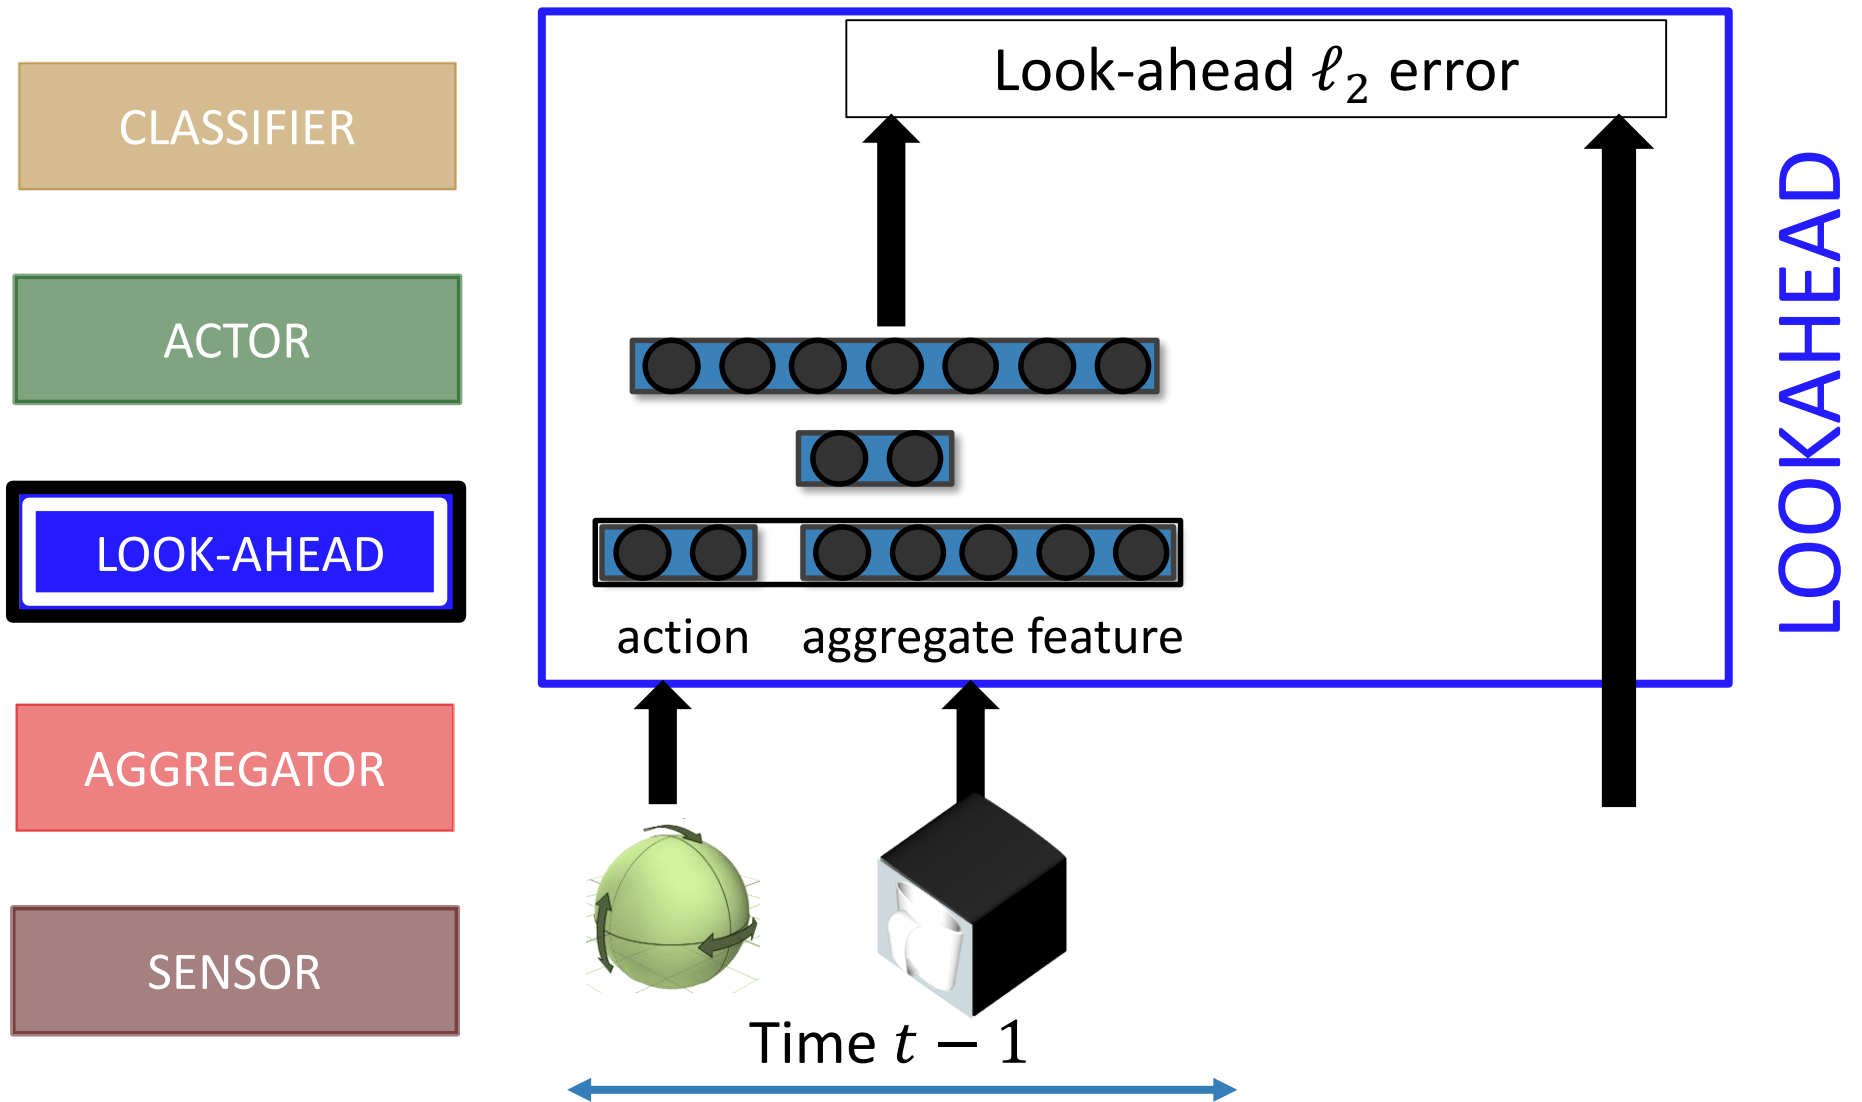 CLASSIFIER
ACTOR
LOOK-AHEAD
AGGREGATOR
SENSOR
Look-ahead ℓ₂ error
action
aggregate feature
Time t − 1
LOOKAHEAD